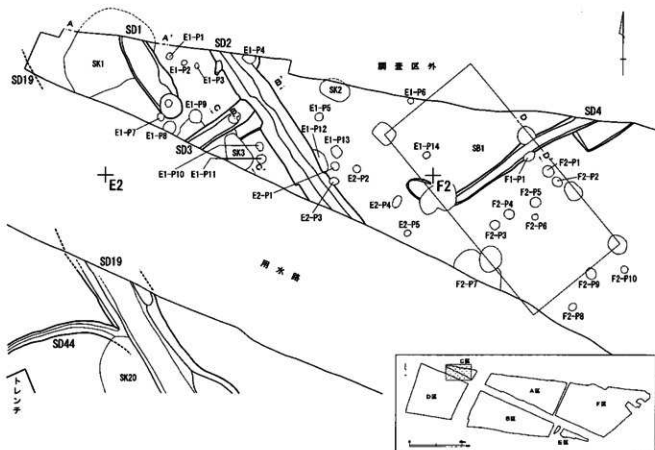 A
SD1
A'
E1-P1
SD2
E1-P4
SD19
SK1
E1-P2
E1-P3
SK2
調査区外
E1-P6
SD4
E1-P5
E1-P9
E1-P7
E1-P8
E1-P12
E1-P13
SB1
E1-P14
SD3
SK3
E1-P10
E1-P11
E2-P1
E2-P2
E2-P3
E2
F2
F1-P1
F2-P1
F2-P2
F2-P5
E2-P4
F2-P4
F2-P6
E2-P5
F2-P3
SD19
用水路
F2-P7
F2-P9
F2-P10
F2-P8
SD44
SK20
トレンチ
C区
D区
A区
B区
F区
E区